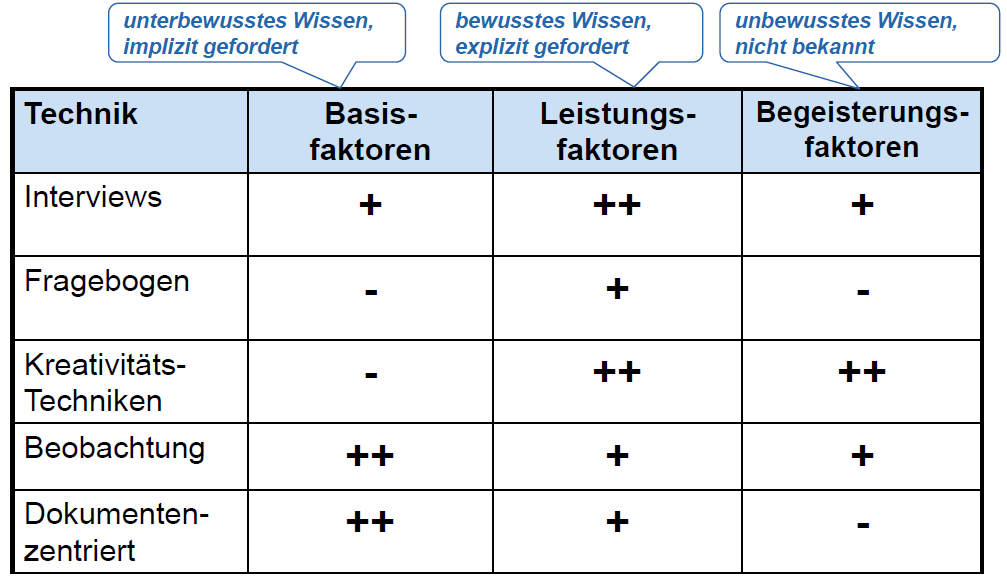 unterbewusstes Wissen,
implizit gefordert
bewusstes Wissen,
explizit gefordert
unbewusstes Wissen,
nicht bekannt
Technik
Basis-
faktoren
Leistungs-
faktoren
Begeisterungs-
faktoren
Interviews
+
++
+
Fragebogen
-
+
-
Kreativitäts-
Techniken
-
++
++
Beobachtung
++
+
+
Dokumenten-
zentriert
++
+
-